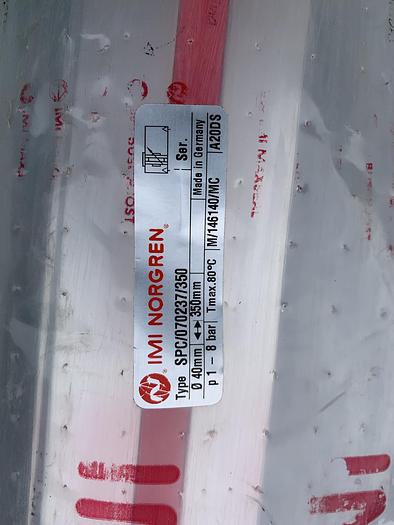 IMI NORGREN®
Type SPC/070237/350 Ser.
Ø 40mm ↔ 350mm Made in Germany
p 1 – 8 bar Tmax.80°C M/146140/MC A20DS